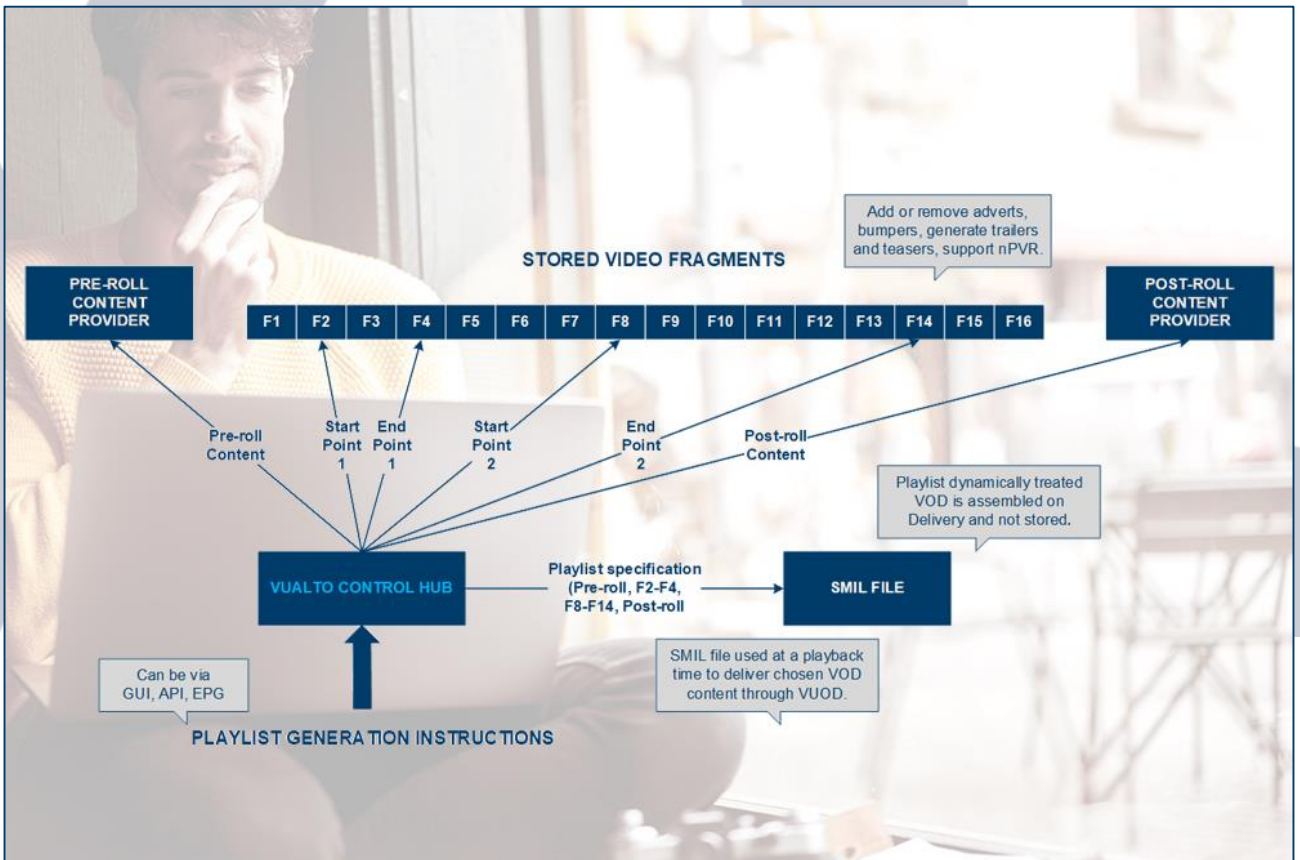 Add or remove adverts,
bumpers, generate trailers
and teasers, support nPVR.
STORED VIDEO FRAGMENTS
PRE-ROLL
CONTENT
PROVIDER
F1 F2 F3 F4 F5 F6 F7 F8 F9 F10 F11 F12 F13 F14 F15 F16
POST-ROLL
CONTENT
PROVIDER
Pre-roll
Content
Start
Point
1
End
Point
1
Start
Point
2
End
Point
2
Post-roll
Content
Playlist dynamically treated
VOD is assembled on
Delivery and not stored.
VUALTO CONTROL HUB
Playlist specification
(Pre-roll, F2-F4,
F8-F14, Post-roll
SMIL FILE
Can be via
GUI, API, EPG
SMIL file used at a playback
time to deliver chosen VOD
content through VUOD.
PLAYLIST GENERATION INSTRUCTIONS